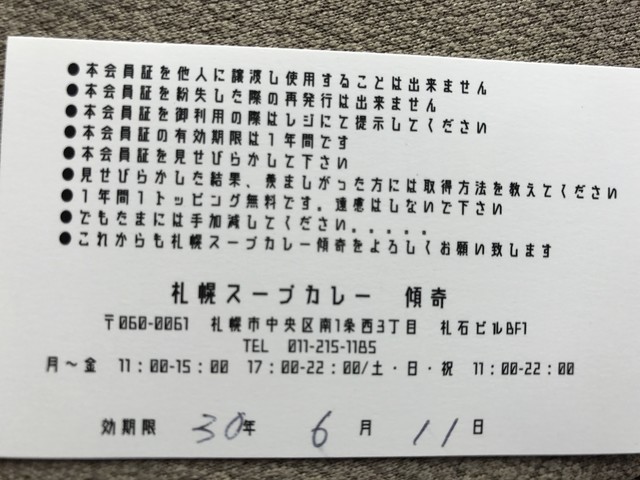 ●本会員証を他人に譲渡し使用することは出来ません
●本会員証を紛失した際の再発行は出来ません
●本会員証を御利用の際はレジにて提示してください
●本会員証の有効期限は1年間です
●本会員証を見せびらかして下さい
●見せびらかした結果、羨ましがった方には取得方法を教えてください
●1年間1トッピング無料です。遠慮はしないで下さい
●でもたまには手加減してください.....
●これからも札幌スープカレー傾奇をよろしくお願い致します
札幌スープカレー 傾奇
〒060-0061 札幌市中央区南1条西3丁目 札石ビルBF1
TEL 011-215-1185
月~金 11:00-15:00 17:00-22:00/土・日・祝 11:00-22:00
効期限 30年 6月 11日